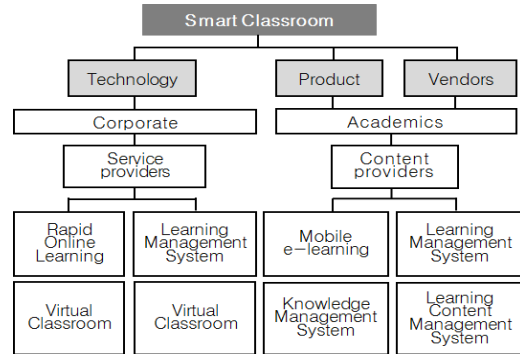 Smart Classroom
Technology
Product
Vendors
Corporate
Academics
Service
providers
Content
providers
Rapid
Online
Learning
Learning
Management
System
Mobile
e-learning
Learning
Management
System
Virtual
Classroom
Virtual
Classroom
Knowledge
Management
System
Learning
Content
Management
System